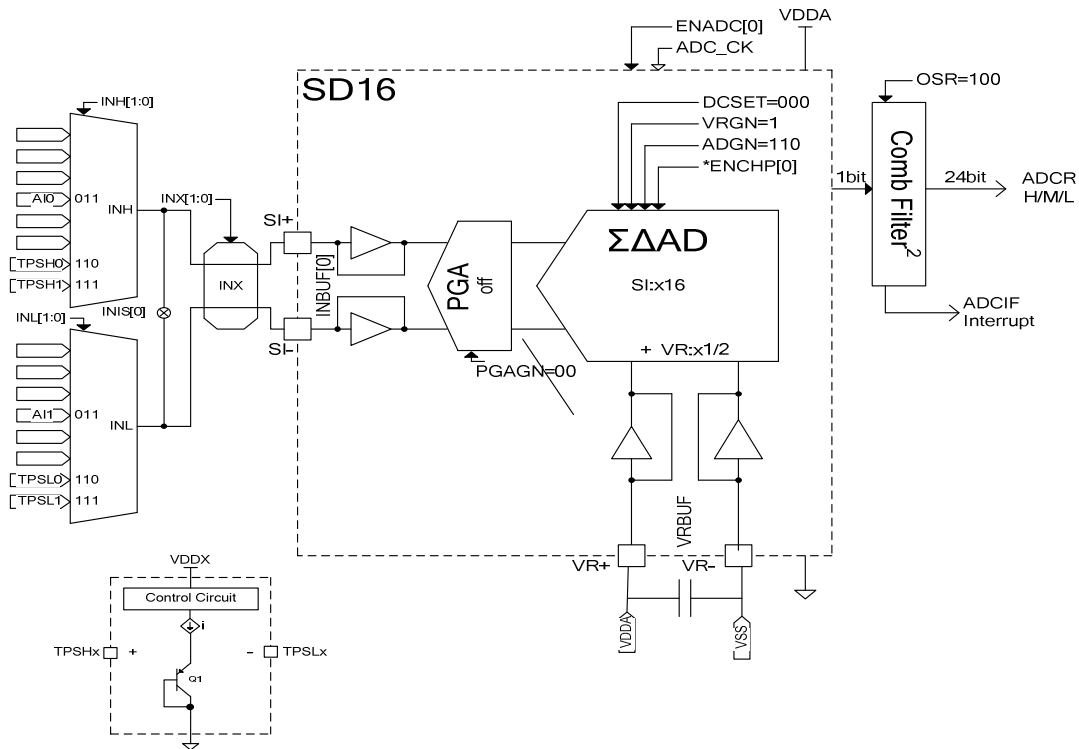 ENADC[0]
VDDA
ADC_CK
SD16
INH[1:0]
OSR=100
DCSET=000
VRGN=1
ADGN=110
*ENCHP[0]
Comb Filter2
1bit
24bit
ADCR
H/M/L
AI0
011
INH
INX[1:0]
SI+
ΣΔAD
TPSH0
110
TPSH1
111
INX
INBUF[0]
PGA
off
SI:x16
INL[1:0]
INIS[0]
SI-
ADCIF
Interrupt
+ VR:x1/2
PGAGN=00
AI1
011
INL
TPSL0
110
TPSL1
111
VRBUF
VR+
VR-
VDDA
VSS
VDDX
Control Circuit
i
TPSHx
+
-
TPSLx
Q1